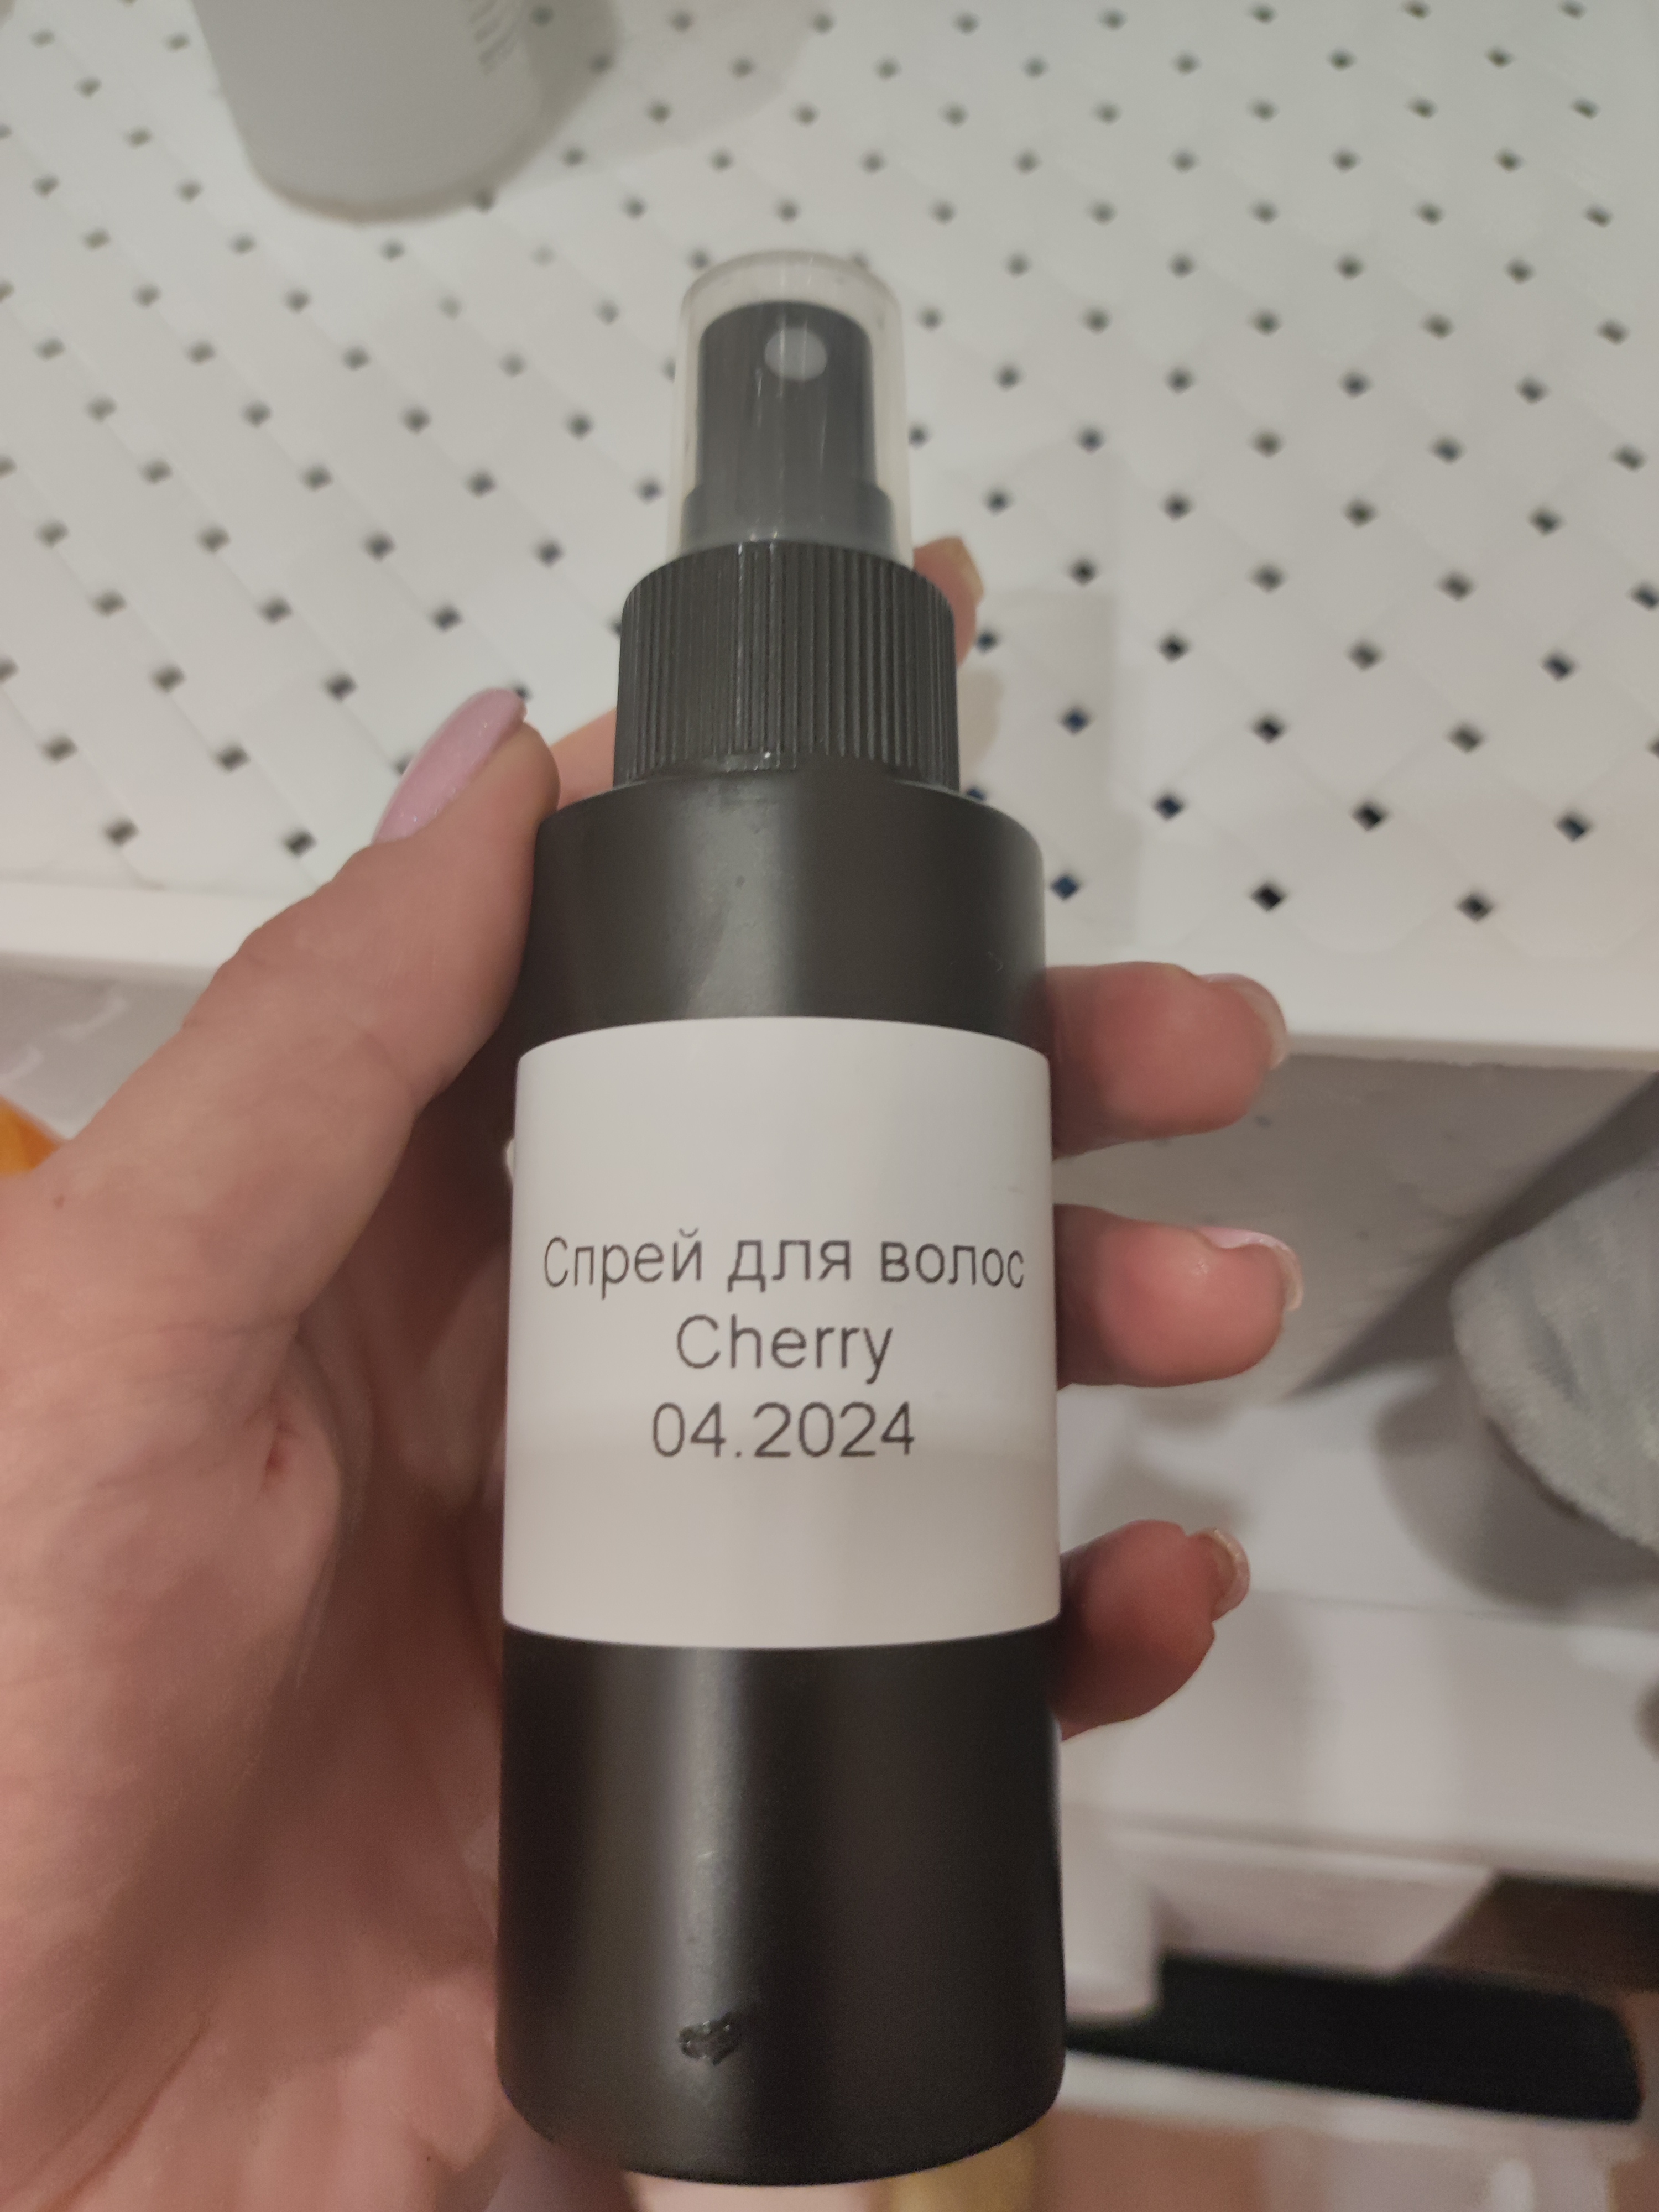 Спрей для волос
Cherry
04.2024